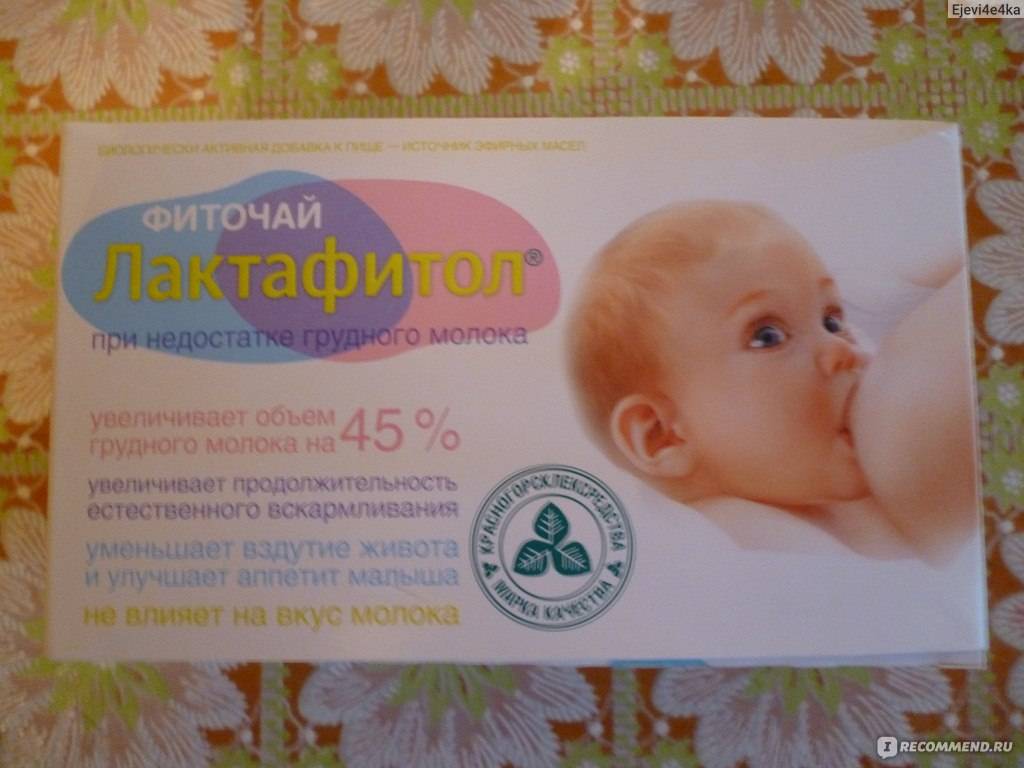 Ejevi4e4ka
БИОЛОГИЧЕСКИ АКТИВНАЯ ДОБАВКА К ПИЩЕ — ИСТОЧНИК ЭФИРНЫХ МАСЕЛ
ФИТОЧАЙ
Лактафитол®
при недостатке грудного молока
увеличивает объем
грудного молока на 45 %
увеличивает продолжительность
естественного вскармливания
уменьшает вздутие живота
и улучшает аппетит малыша
не влияет на вкус молока
КРАСНОГОРСКЛЕКСРЕДСТВА
МАРКА КАЧЕСТВА
I RECOMMEND.RU